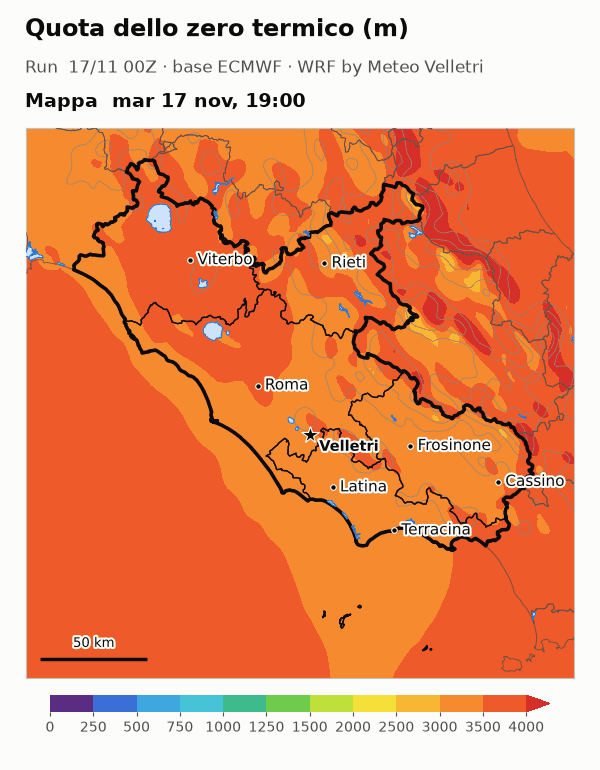 Quota dello zero termico (m)
Run  17/11 00Z · base ECMWF · WRF by Meteo Velletri
Mappa  mar 17 nov, 19:00
Viterbo
Rieti
Roma
Velletri
Frosinone
Cassino
Latina
Terracina
50 km
0 250 500 750 1000 1250 1500 2000 2500 3000 3500 4000